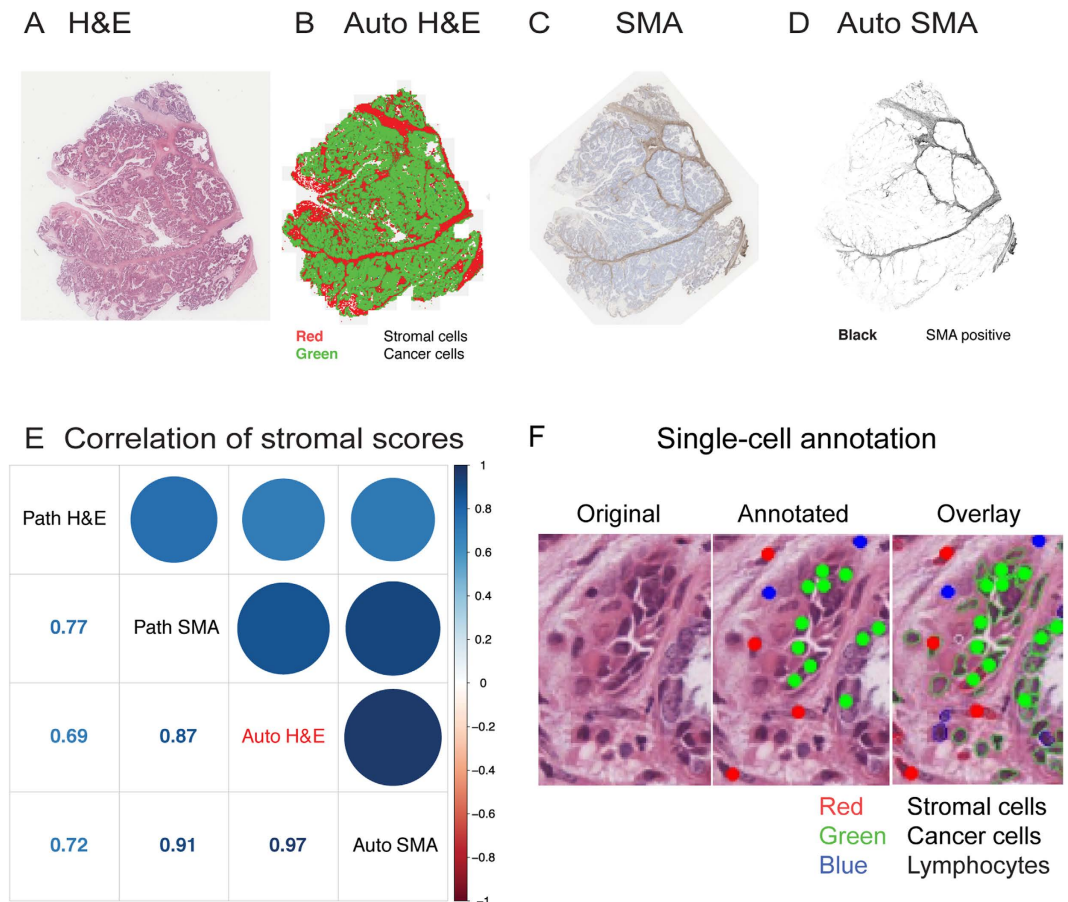 A H&E
B Auto H&E
C SMA
D Auto SMA
Red Stromal cells
Green Cancer cells
Black SMA positive
E Correlation of stromal scores
Path H&E
0.77 Path SMA
0.69 0.87 Auto H&E
0.72 0.91 0.97 Auto SMA
1
0.8
0.6
0.4
0.2
0
−0.2
−0.4
−0.6
−0.8
−1
F Single-cell annotation
Original Annotated Overlay
Red Stromal cells
Green Cancer cells
Blue Lymphocytes